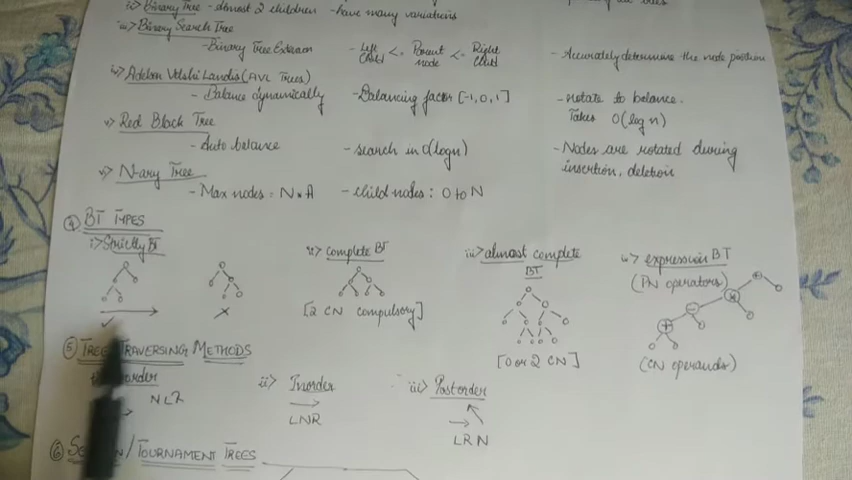 ii> Binary Tree - atmost 2 children - have many variations
iii> Binary Search Tree
- Binary Tree Extension - Left Child <= Parent node <= Right Child - Accurately determine the node position
iv> Adelson Velski Landis (AVL Trees)
- Balance dynamically - Balancing factor [-1, 0, 1] - rotate to balance.
Takes O(log n)
v> Red Black Tree
- Auto balance - search in O(log n) - Nodes are rotated during
insertion, deletion
vi> N-ary Tree
- Max nodes = N*A - child nodes : 0 to N
④ BT TYPES
i> Strictly BT
ii> complete BT
[2 CN compulsory]
iii> almost complete
BT
[0 or 2 CN]
iv> expression BT
(PN operators)
+ - * +
(CN operands)
⑤ TREE TRAVERSING METHODS
order
NLR
ii> Inorder
LNR
iii> Postorder
LRN
⑥ / TOURNAMENT TREES